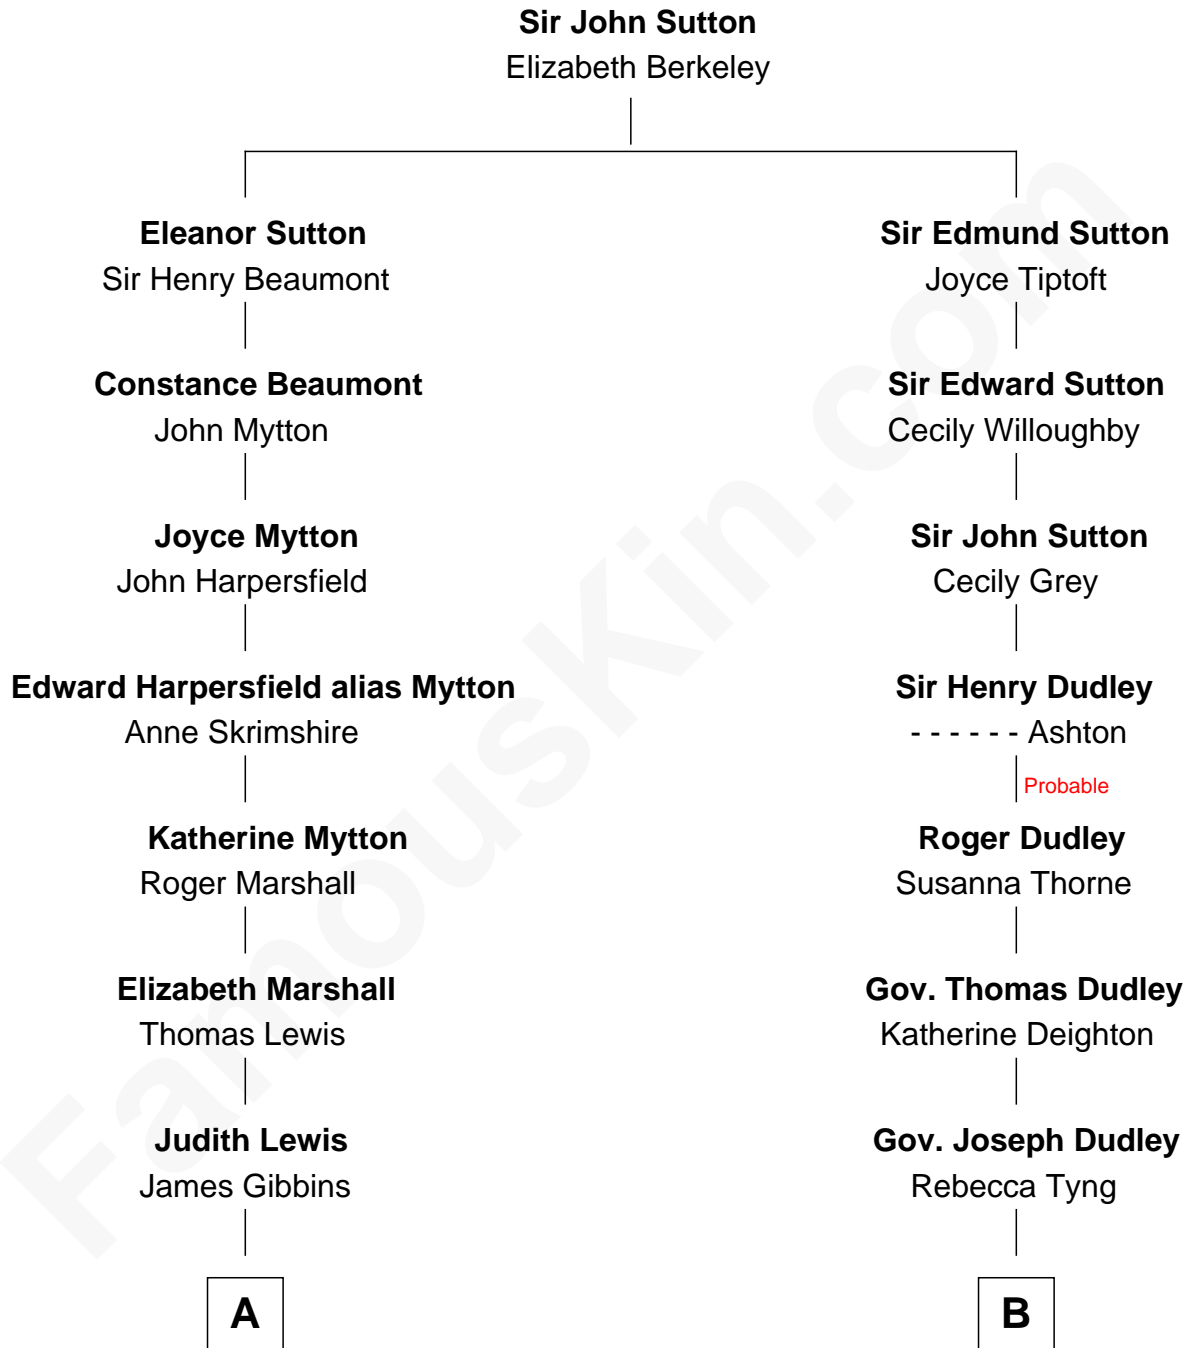 Sir John Sutton
Elizabeth Berkeley
Eleanor Sutton
Sir Henry Beaumont
Sir Edmund Sutton
Joyce Tiptoft
Constance Beaumont
John Mytton
Sir Edward Sutton
Cecily Willoughby
Joyce Mytton
John Harpersfield
Sir John Sutton
Cecily Grey
Edward Harpersfield alias Mytton
Anne Skrimshire
Sir Henry Dudley
- - - - - - Ashton
Probable
Katherine Mytton
Roger Marshall
Roger Dudley
Susanna Thorne
Elizabeth Marshall
Thomas Lewis
Gov. Thomas Dudley
Katherine Deighton
Judith Lewis
James Gibbins
Gov. Joseph Dudley
Rebecca Tyng
A
B
FamousKin.com